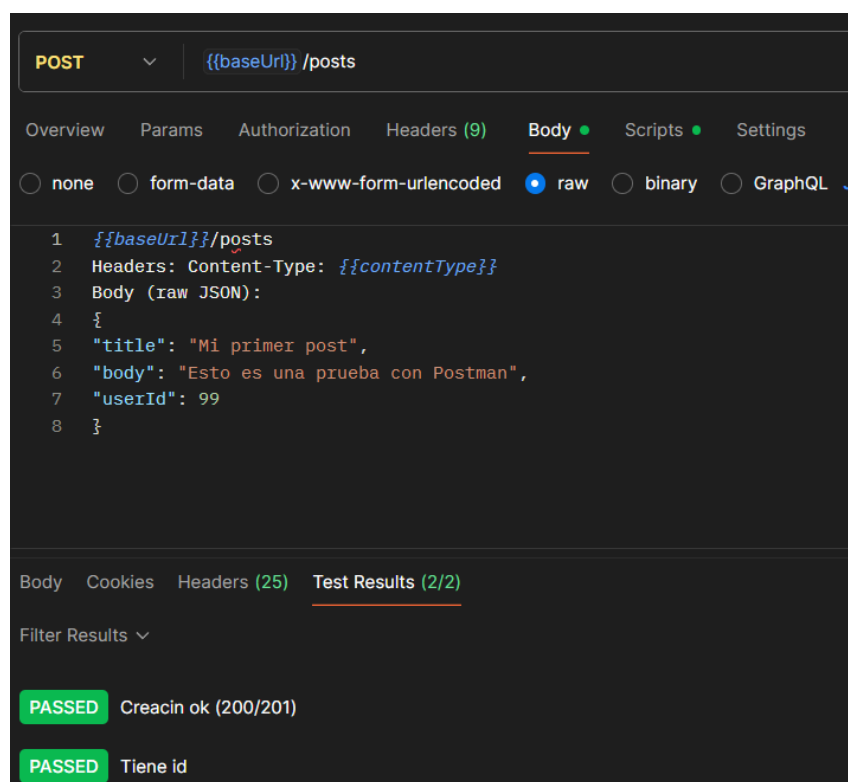 POST {{baseUrl}} /posts
Overview Params Authorization Headers (9) Body Scripts Settings
none form-data x-www-form-urlencoded raw binary GraphQL
1 {{baseUrl}}/posts
2 Headers: Content-Type: {{contentType}}
3 Body (raw JSON):
4 {
5 "title": "Mi primer post",
6 "body": "Esto es una prueba con Postman",
7 "userId": 99
8 }
Body Cookies Headers (25) Test Results (2/2)
Filter Results
PASSED Creacin ok (200/201)
PASSED Tiene id